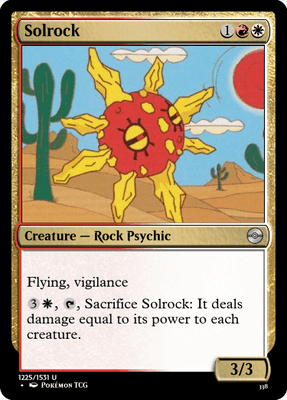 Solrock 1
Creature — Rock Psychic
Flying, vigilance
3, , Sacrifice Solrock: It deals
damage equal to its power to each
creature.
3/3
1225/1531 U
• Pokémon TCG
338